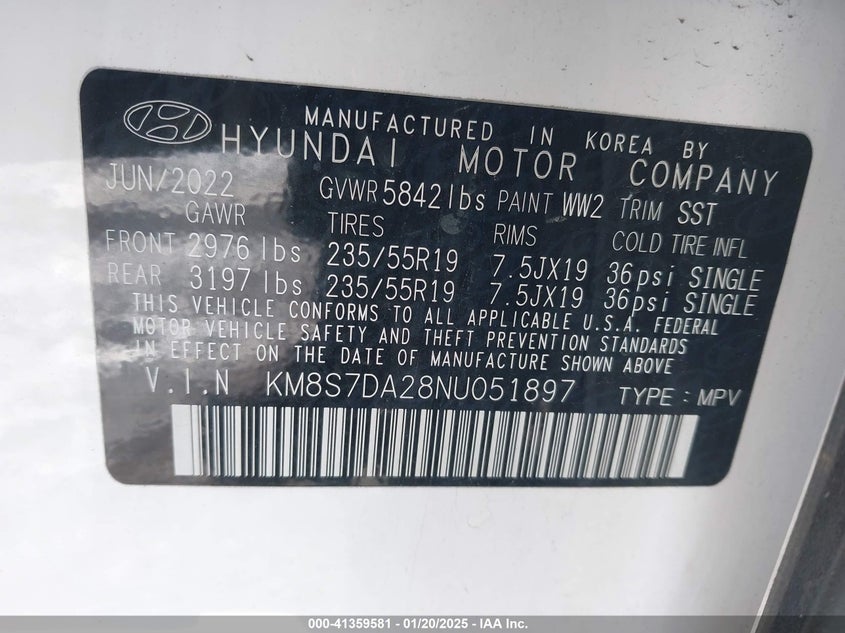 MANUFACTURED IN KOREA BY
HYUNDAI MOTOR COMPANY
JUN/2022 GVWR 5842 lbs PAINT WW2 TRIM SST
GAWR TIRES RIMS COLD TIRE INFL
FRONT 2976 lbs 235/55R19 7.5JX19 36psi SINGLE
REAR 3197 lbs 235/55R19 7.5JX19 36psi SINGLE
THIS VEHICLE CONFORMS TO ALL APPLICABLE U.S.A. FEDERAL
MOTOR VEHICLE SAFETY AND THEFT PREVENTION STANDARDS
IN EFFECT ON THE DATE OF MANUFACTURE SHOWN ABOVE
V.I.N KM8S7DA28NU051897 TYPE : MPV
000-41359581 - 01/20/2025 - IAA Inc.